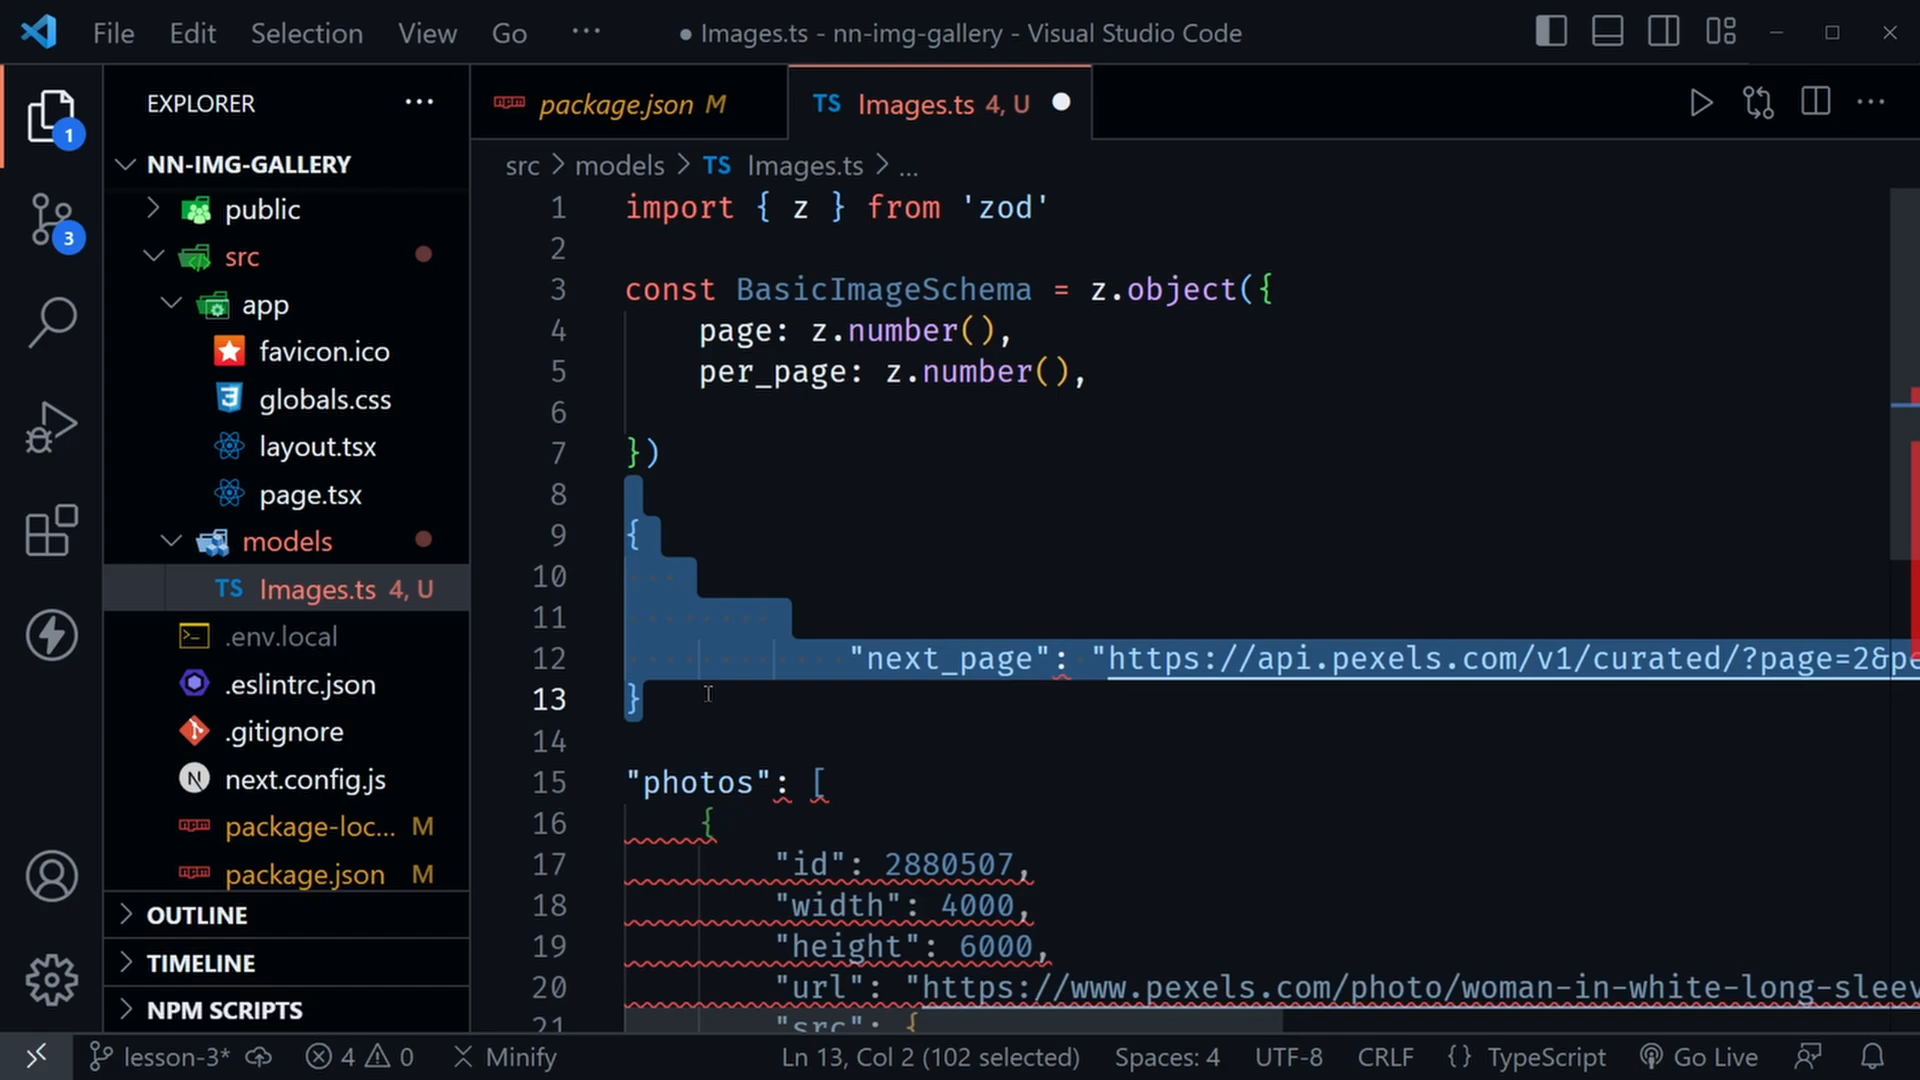 File Edit Selection View Go ··· ● Images.ts - nn-img-gallery - Visual Studio Code
EXPLORER ···
1
3
NN-IMG-GALLERY
public
src
app
favicon.ico
globals.css
layout.tsx
page.tsx
models
TS Images.ts 4, U
.env.local
.eslintrc.json
.gitignore
N next.config.js
npm package-loc... M
npm package.json M
OUTLINE
TIMELINE
NPM SCRIPTS
npm package.json M TS Images.ts 4, U ●
src > models > TS Images.ts > ...
1 import { z } from 'zod'
2
3 const BasicImageSchema = z.object({
4 page: z.number(),
5 per_page: z.number(),
6
7 })
8
9 {
10
11
12 "next_page": "https://api.pexels.com/v1/curated/?page=2&pe
13 }
14
15 "photos": [
16 {
17 "id": 2880507,
18 "width": 4000,
19 "height": 6000,
20 "url": "https://www.pexels.com/photo/woman-in-white-long-sleev
21 "src": {
lesson-3* 4 0 Minify Ln 13, Col 2 (102 selected) Spaces: 4 UTF-8 CRLF {} TypeScript Go Live